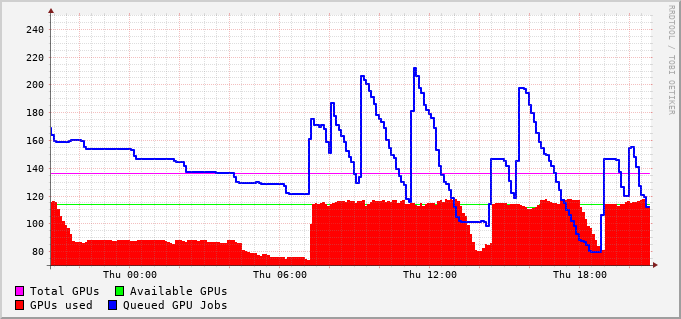 RRDTOOL / TOBI OETIKER
240
220
200
180
160
140
120
100
80
Thu 00:00 Thu 06:00 Thu 12:00 Thu 18:00
Total GPUs Available GPUs
GPUs used Queued GPU Jobs